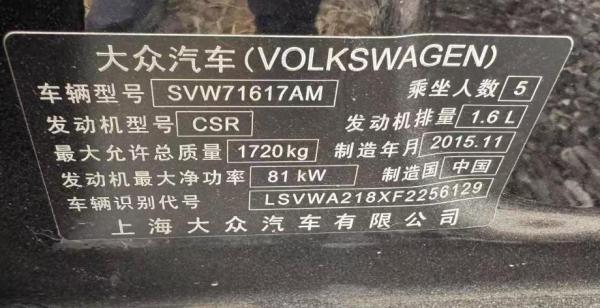 大众汽车(VOLKSWAGEN)
车辆型号 SVW71617AM 乘坐人数 5
发动机型号 CSR 发动机排量 1.6 L
最大允许总质量 1720kg 制造年月 2015.11
发动机最大净功率 81 kW 制造国 中国
车辆识别代号 LSVWA218XF2256129
上海大众汽车有限公司